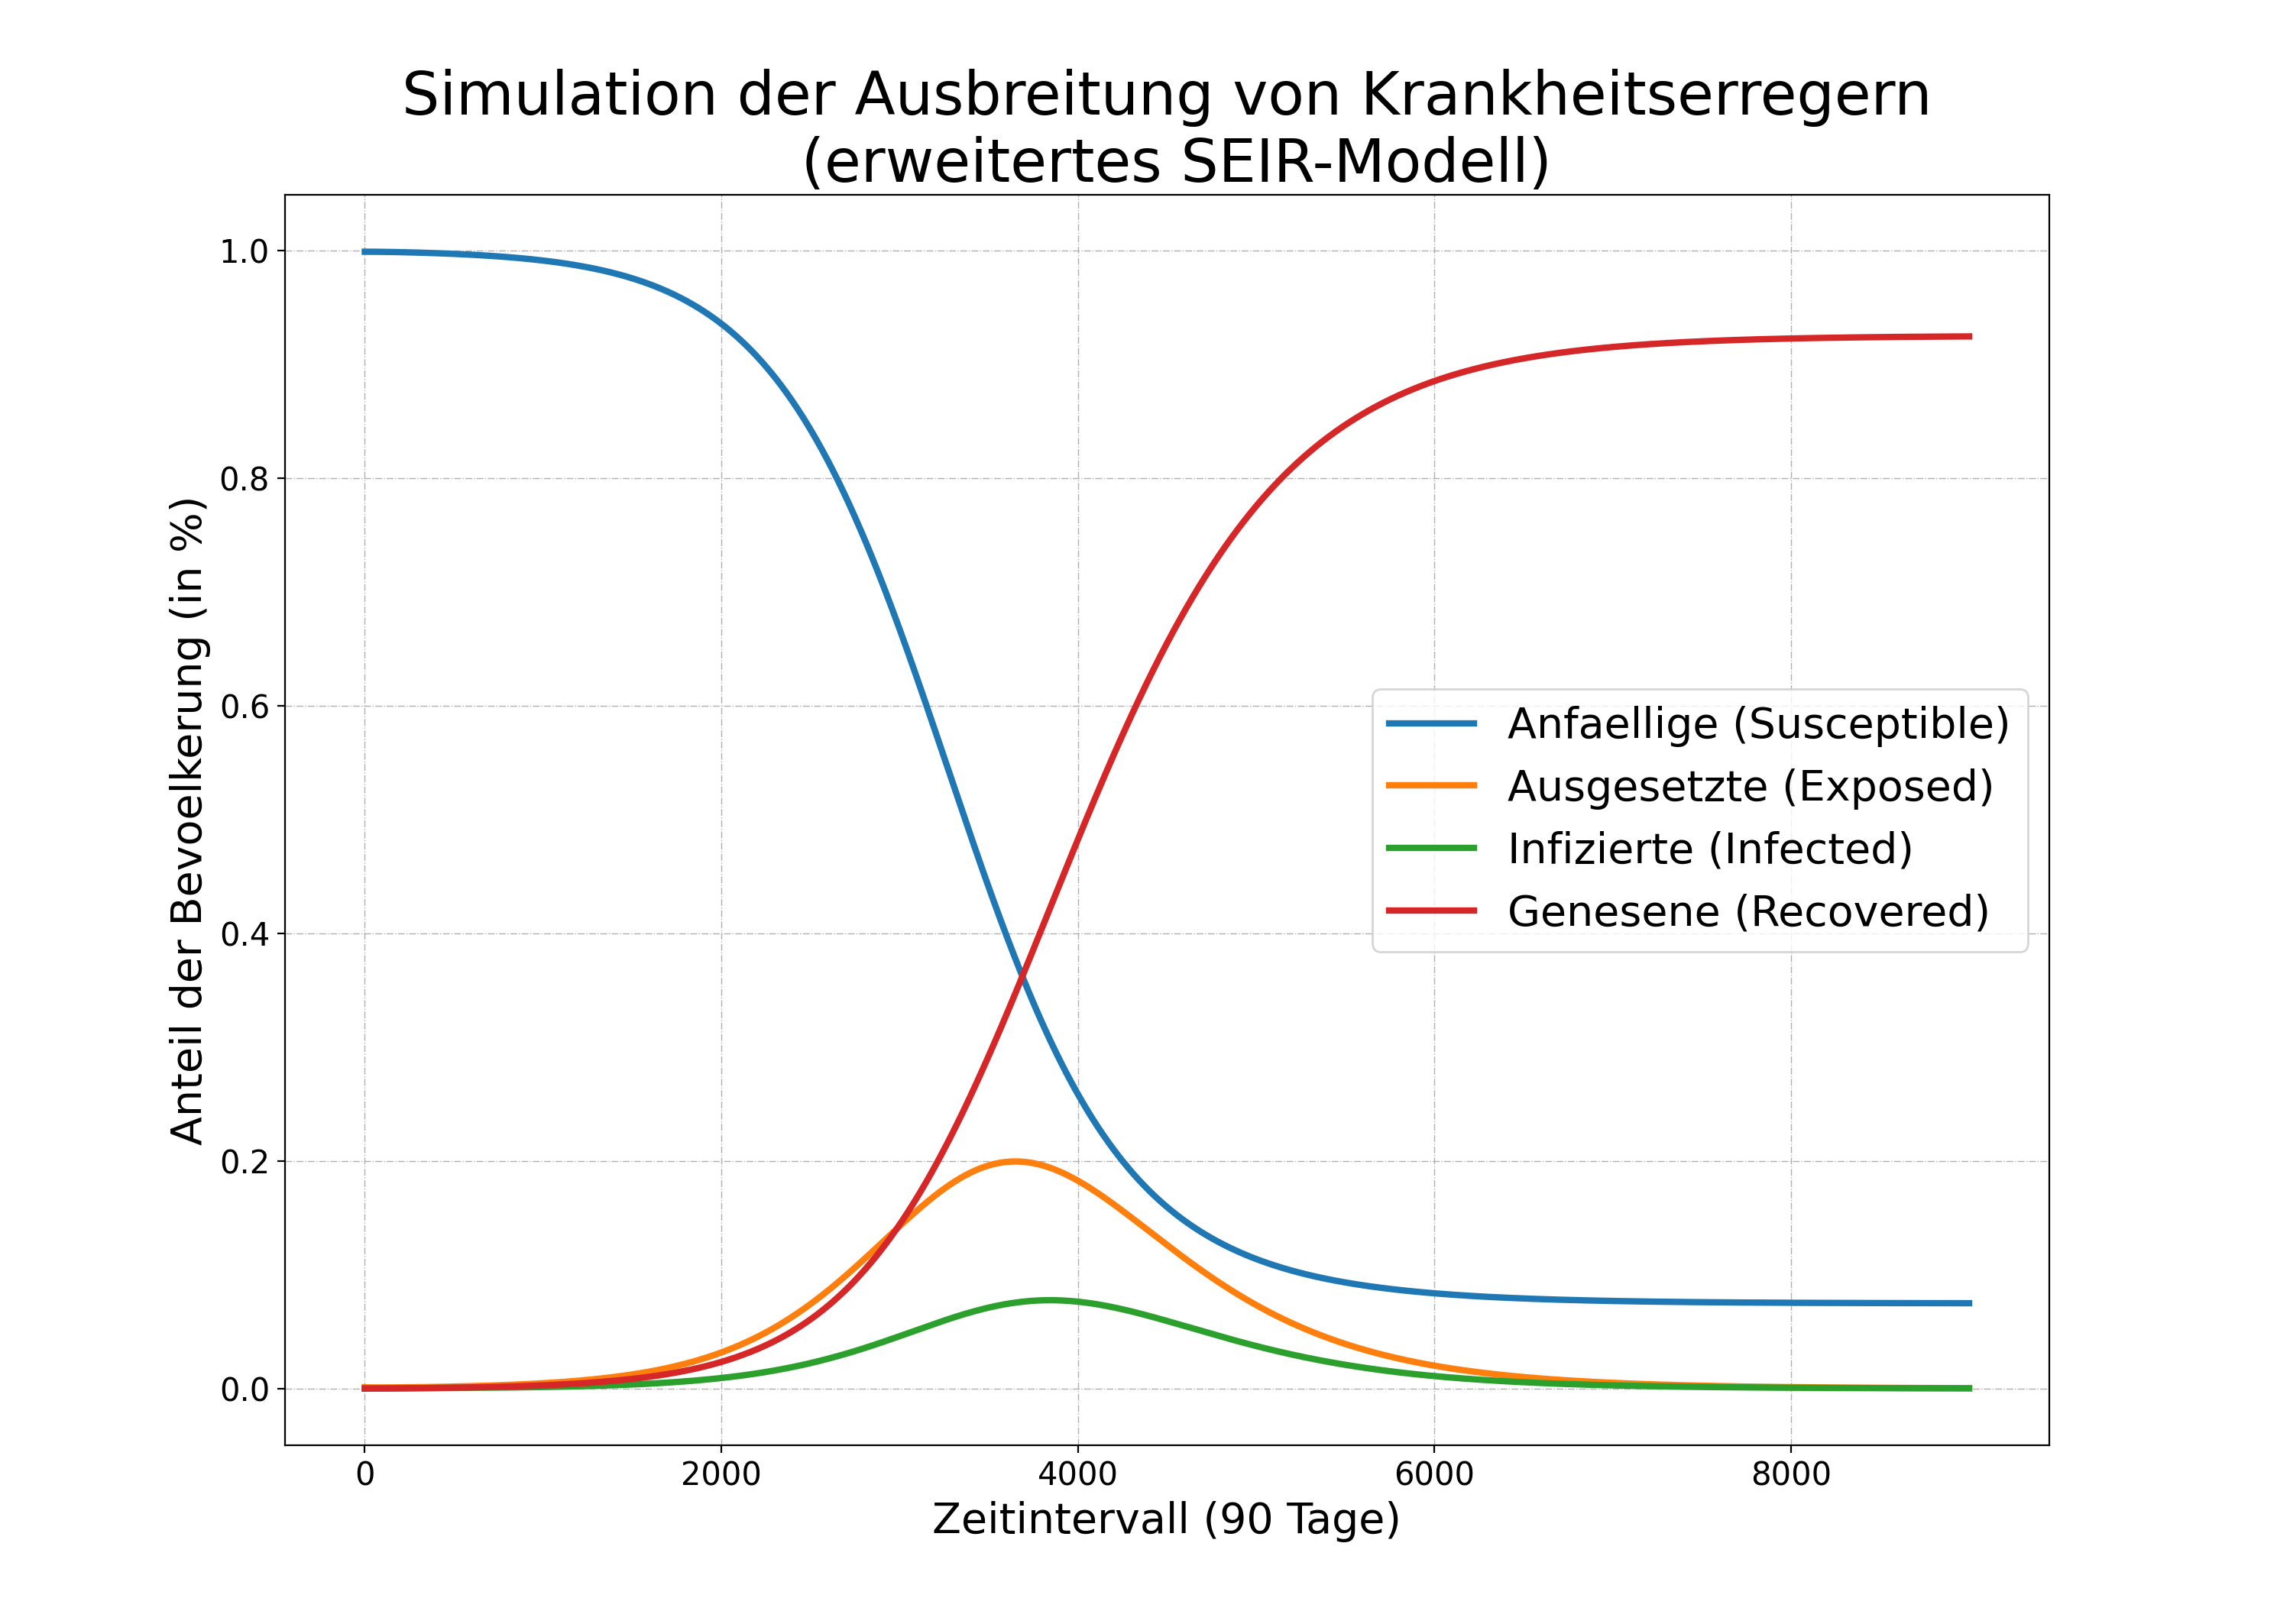 Simulation der Ausbreitung von Krankheitserregern
(erweitertes SEIR-Modell)
Anteil der Bevoelkerung (in %)
1.0
0.8
0.6
0.4
0.2
0.0
Anfaellige (Susceptible)
Ausgesetzte (Exposed)
Infizierte (Infected)
Genesene (Recovered)
0 2000 4000 6000 8000
Zeitintervall (90 Tage)